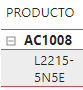 PRODUCTO
AC1008
L2215-
5N5E